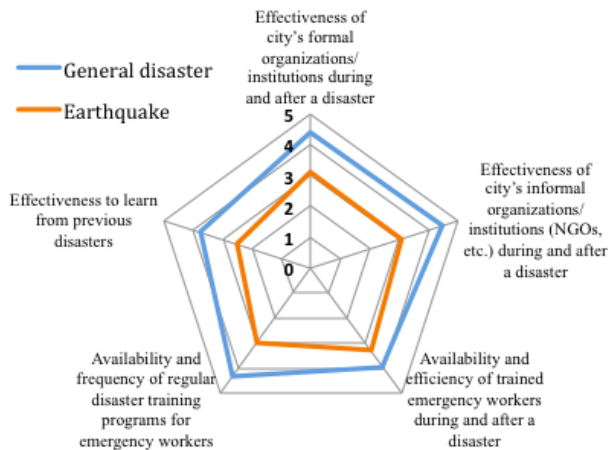 Effectiveness of
city's formal
organizations/
institutions during
and after a disaster
General disaster
Earthquake
5
4
3
2
1
0
Effectiveness of
city's informal
organizations/
institutions (NGOs,
etc.) during and after
a disaster
Effectiveness to learn
from previous
disasters
Availability and
frequency of regular
disaster training
programs for
emergency workers
Availability and
efficiency of trained
emergency workers
during and after a
disaster